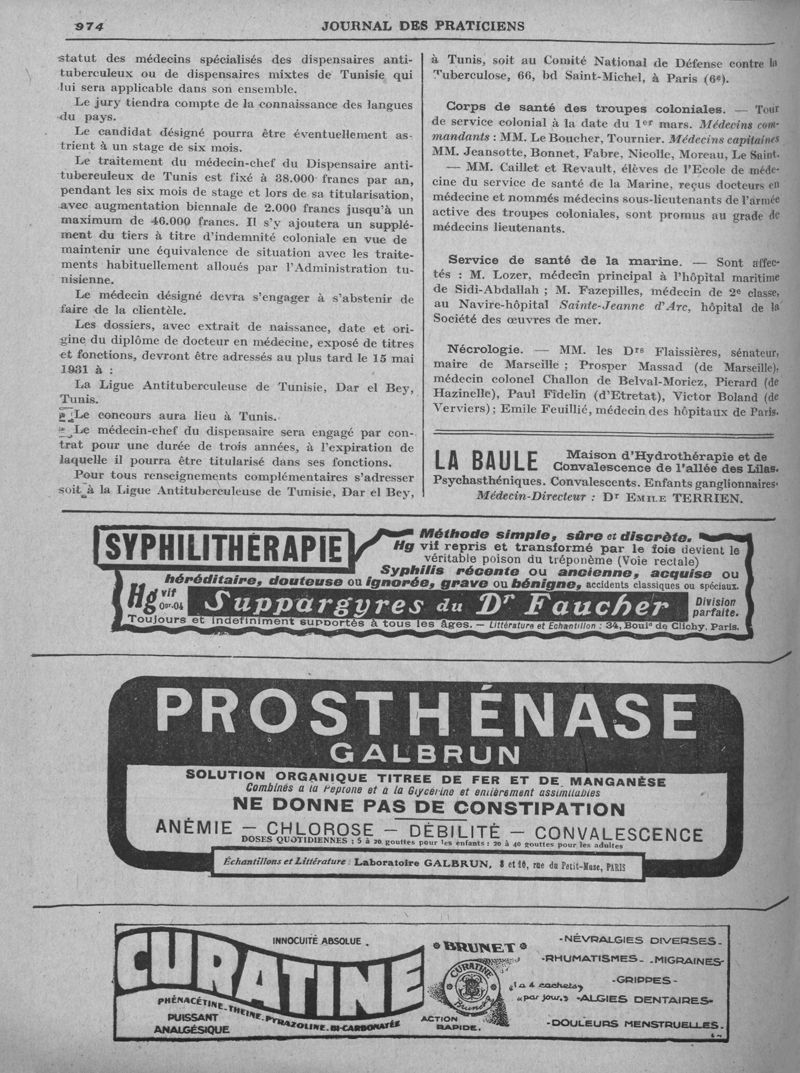 974
JOURNAL DES PRATICIENS
statut des médecins spécialisés des dispensaires anti-
tuberculeux ou de dispensaires mixtes de Tunisie qui
lui sera applicable dans son ensemble.
Le jury tiendra compte de la connaissance des langues
du pays.
Le candidat désigné pourra être éventuellement as-
trient à un stage de six mois.
Le traitement du médecin-chef du Dispensaire anti-
tubereuleux de Tunis est fixé à 38.000 francs par an,
pendant les six mois de stage et lors de sa titularisation,
avec augmentation biennale de 2.000 francs jusqu'à un
maximum de 46.000 francs. Il s'y ajoutera un supplé-
ment du tiers à titre d'indemnité coloniale en vue de
maintenir une équivalence de situation avec les traite-
ments habituellement alloués par l'Administration tu-
nisienne.
Le médecin désigné devra s'engager à s'abstenir de
faire de la clientèle.
Les dossiers, avec extrait de naissance, date et ori-
gine du diplôme de docteur en médecine, exposé de titres
et fonctions, devront être adressés au plus tard le 15 mai
1931 à :
La Ligue Antituberculeuse de Tunisie, Dar el Bey,
Tunis.
Le concours aura lieu à Tunis.
Le médecin-chef du dispensaire sera engagé par con-
trat pour une durée de trois années, à l'expiration de
laquelle il pourra être titularisé dans ses fonctions.
Pour tous renseignements complémentaires s'adresser
soit à la Ligue Antituberculeuse de Tunisie, Dar el Bey,
à Tunis, soit au Comité National de Défense contre la
Tuberculose, 66, bd Saint-Michel, à Paris (6e).
Corps de santé des troupes coloniales. — Tour
de service colonial à la date du 1er mars. Médecins com-
mandants : MM. Le Boucher, Tournier. Médecins capitaines
MM. Jeansotte, Bonnet, Fabre, Nicolle, Moreau, Le Saint.
— MM. Caillet et Revault, élèves de l'Ecole de méde-
cine du service de santé de la Marine, reçus docteurs en
médecine et nommés médecins sous-lieutenants de l'armée
active des troupes coloniales, sont promus au grade de
médecins lieutenants.
Service de santé de la marine. — Sont affec-
tés : M. Lozer, médecin principal à l'hôpital maritime
de Sidi-Abdallah ; M. Fazepilles, médecin de 2e classe,
au Navire-hôpital Sainte-Jeanne d'Arc, hôpital de la
Société des œuvres de mer.
Nécrologie. — MM. les Drs Flaissières, sénateur,
maire de Marseille ; Prosper Massad (de Marseille),
médecin colonel Challon de Belval-Moricz, Pierard (de
Hazinelle), Paul Fidelin (d'Etretat), Victor Boland (de
Verviers) ; Emile Feuillié, médecin des hôpitaux de Paris.
LA BAULE Maison d'Hydrothérapie et de
Convalescence de l'allée des Lilas.
Psychasthéniques. Convalescents. Enfants ganglionnaires.
Médecin-Directeur : Dr EMILE TERRIEN.
SYPHILITHÉRAPIE
Méthode simple, sûre et discrète.
Hg vif repris et transformé par le foie devient le
véritable poison du tréponème (Voie rectale)
Syphilis récente ou ancienne, acquise ou
héréditaire, douteuse ou ignorée, grave ou bénigne, accidents classiques ou spéciaux.
Hg vif 0gr.04 Suppargyres du Dr Faucher Division parfaite.
Toujours et indéfiniment supportés à tous les âges. — Littérature et Echantillon : 34, Bould de Clichy. Paris.
PROSTHÉNASE
GALBRUN
SOLUTION ORGANIQUE TITREE DE FER ET DE MANGANÈSE
Combinés à la Peptone et à la Glycérine et entièrement assimilables
NE DONNE PAS DE CONSTIPATION
ANÉMIE — CHLOROSE — DÉBILITÉ — CONVALESCENCE
DOSES QUOTIDIENNES : 5 à 20 gouttes pour les enfants ; 20 à 40 gouttes pour les adultes
Échantillons et Littérature : Laboratoire GALBRUN, 8 et 10, rue du Petit-Musc, PARIS
CURATINE
INNOCUITÉ ABSOLUE.
PHÉNACÉTINE-THÉINE-PYRAZOLINE-BI-CARBONATÉE
PUISSANT
ANALGÉSIQUE
BRUNET
CURATINE
Brunet
ACTION
RAPIDE.
1 à 4 cachets
par jour.
-NÉVRALGIES DIVERSES-
-RHUMATISMES- -MIGRAINES-
-GRIPPES-
-ALGIES DENTAIRES-
-DOULEURS MENSTRUELLES-